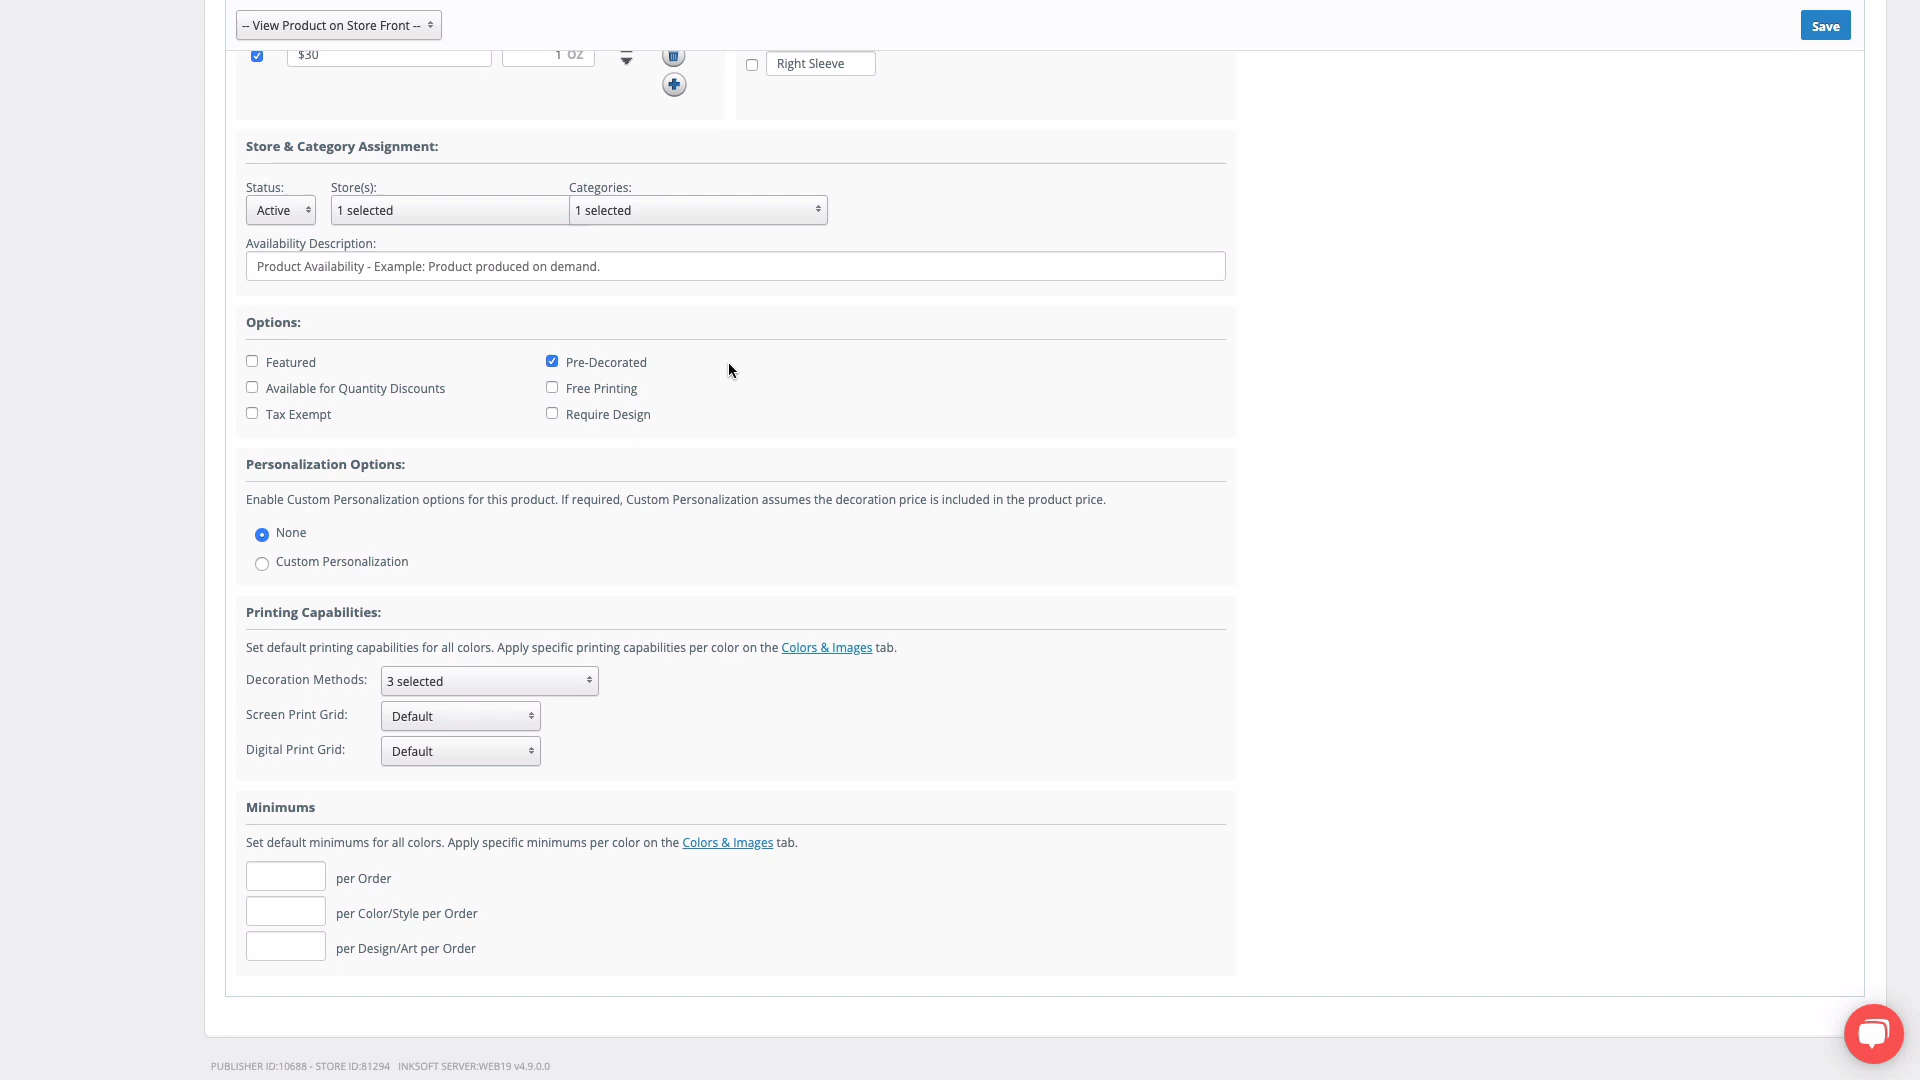 -- View Product on Store Front --
Save
$30
1 OZ
Right Sleeve
Store & Category Assignment:
Status:
Store(s):
Categories:
Active
1 selected
1 selected
Availability Description:
Product Availability - Example: Product produced on demand.
Options:
Featured
Pre-Decorated
Available for Quantity Discounts
Free Printing
Tax Exempt
Require Design
Personalization Options:
Enable Custom Personalization options for this product. If required, Custom Personalization assumes the decoration price is included in the product price.
None
Custom Personalization
Printing Capabilities:
Set default printing capabilities for all colors. Apply specific printing capabilities per color on the Colors & Images tab.
Decoration Methods:
3 selected
Screen Print Grid:
Default
Digital Print Grid:
Default
Minimums
Set default minimums for all colors. Apply specific minimums per color on the Colors & Images tab.
per Order
per Color/Style per Order
per Design/Art per Order
PUBLISHER ID:10688 - STORE ID:81294 INKSOFT SERVER:WEB19 v4.9.0.0